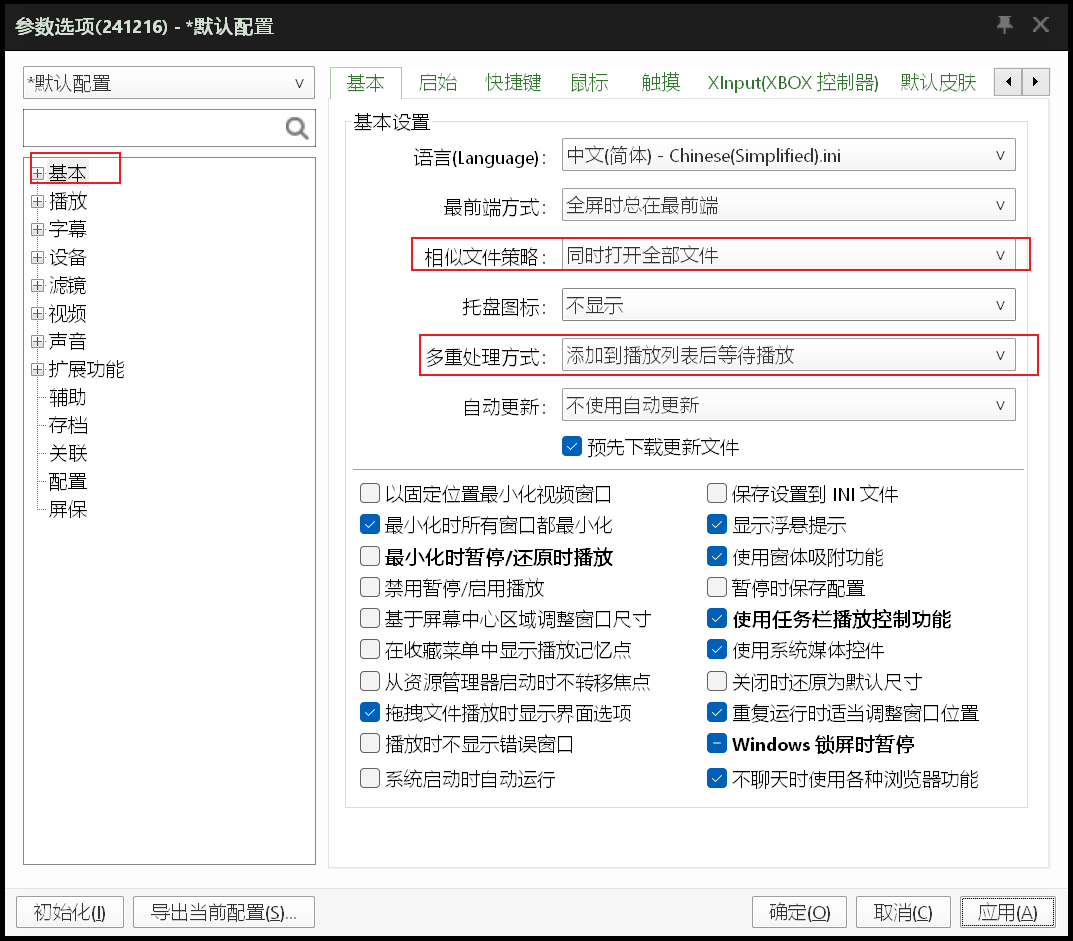 参数选项(241216) - *默认配置
*默认配置
基本
播放
字幕
设备
滤镜
视频
声音
扩展功能
辅助
存档
关联
配置
屏保
基本 启始 快捷键 鼠标 触摸 XInput(XBOX 控制器) 默认皮肤
基本设置
语言(Language)： 中文(简体) - Chinese(Simplified).ini
最前端方式： 全屏时总在最前端
相似文件策略： 同时打开全部文件
托盘图标： 不显示
多重处理方式： 添加到播放列表后等待播放
自动更新： 不使用自动更新
预先下载更新文件
以固定位置最小化视频窗口 保存设置到 INI 文件
最小化时所有窗口都最小化 显示浮悬提示
最小化时暂停/还原时播放 使用窗体吸附功能
禁用暂停/启用播放 暂停时保存配置
基于屏幕中心区域调整窗口尺寸 使用任务栏播放控制功能
在收藏菜单中显示播放记忆点 使用系统媒体控件
从资源管理器启动时不转移焦点 关闭时还原为默认尺寸
拖拽文件播放时显示界面选项 重复运行时适当调整窗口位置
播放时不显示错误窗口 Windows 锁屏时暂停
系统启动时自动运行 不聊天时使用各种浏览器功能
初始化(I) 导出当前配置(S)... 确定(O) 取消(C) 应用(A)